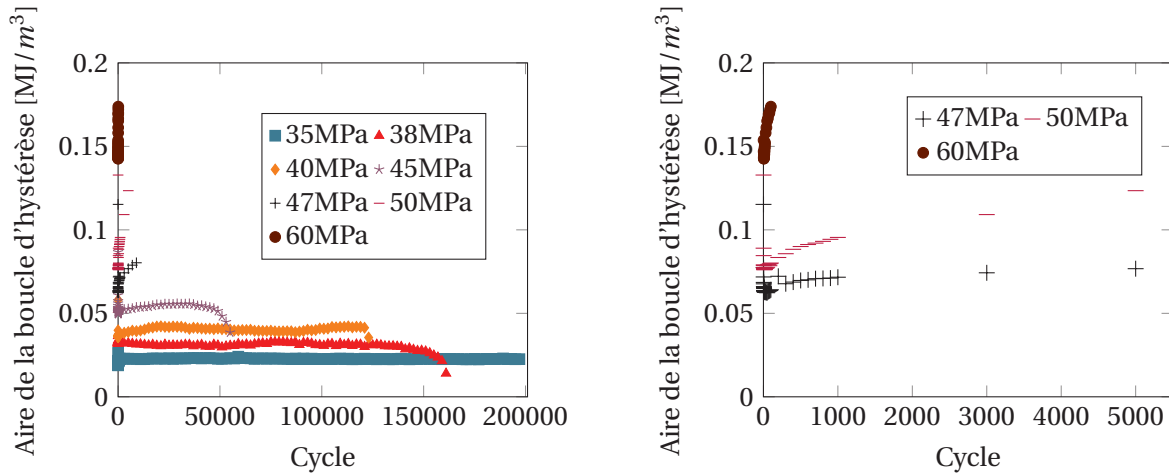 Aire de la boucle d'hystérèse [MJ/m³]
0.2
0.15
0.1
0.05
0
35MPa 38MPa
40MPa 45MPa
47MPa 50MPa
60MPa
0 50000 100000 150000 200000
Cycle
Aire de la boucle d'hystérèse [MJ/m³]
0.2
0.15
0.1
0.05
0
47MPa 50MPa
60MPa
0 1000 2000 3000 4000 5000
Cycle